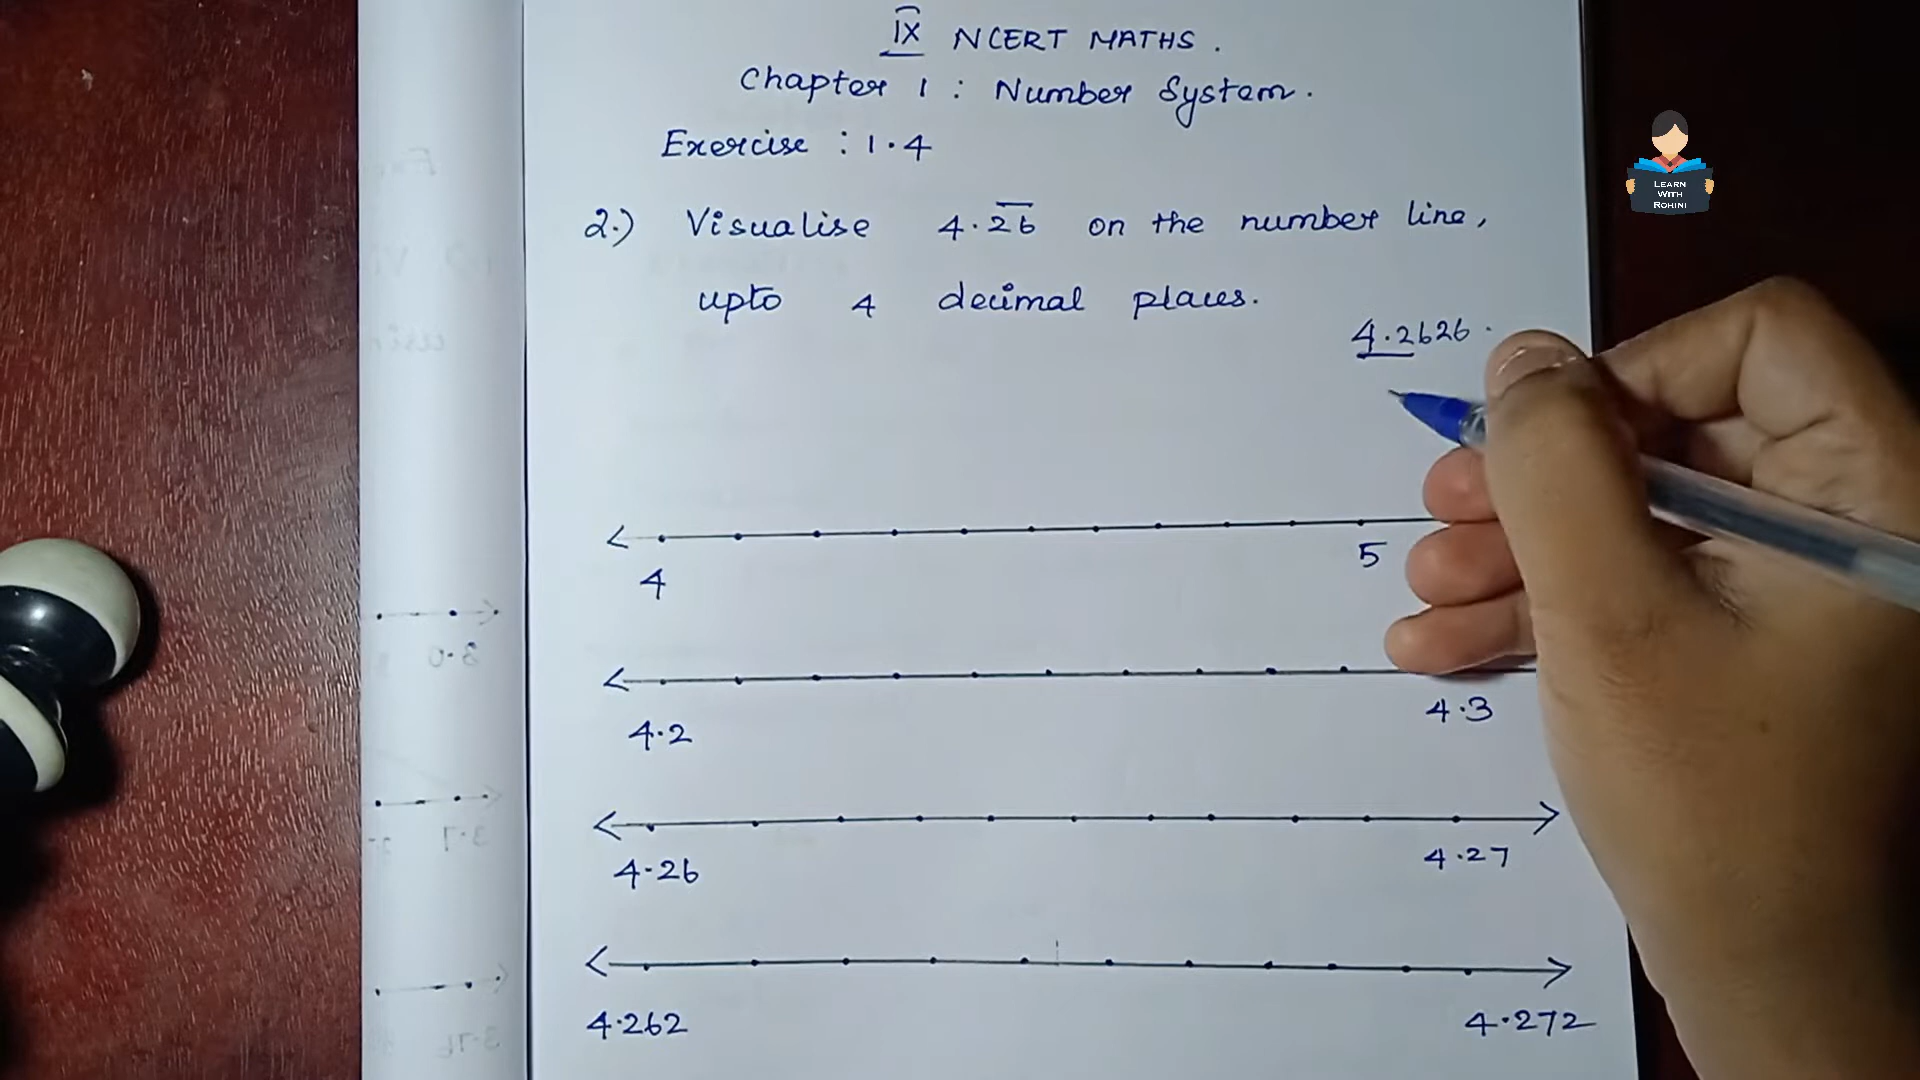 IX NCERT MATHS .
Chapter 1 : Number System.
Exercise : 1.4
2.) Visualise 4.2̅6̅ on the number line,
upto 4 decimal places.
4.2626
4 5
4.2 4.3
4.26 4.27
4.262 4.272
LEARN
WITH
ROHINI